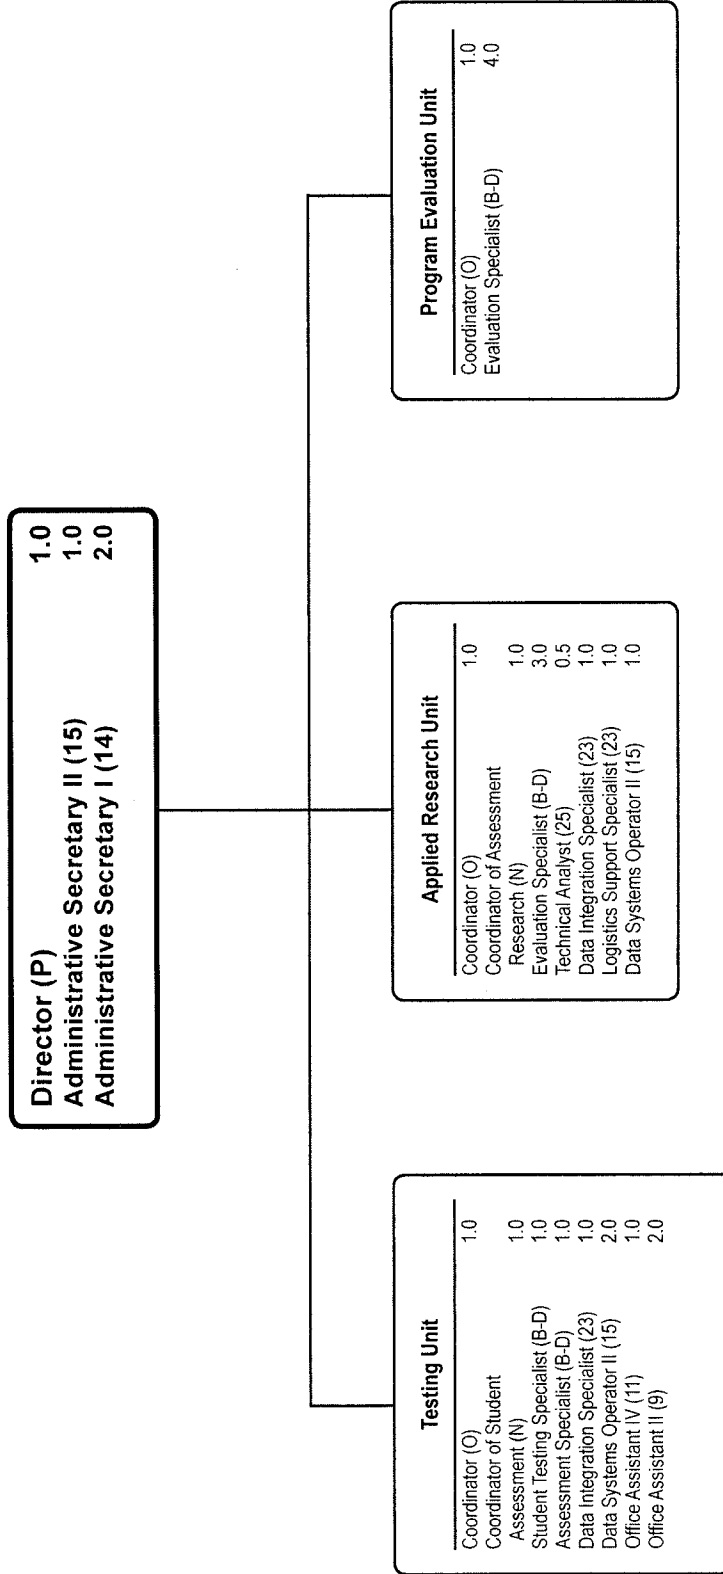 Director (P) 1.0
Administrative Secretary II (15) 1.0
Administrative Secretary I (14) 2.0
Testing Unit
Coordinator (O) 1.0
Coordinator of Student
Assessment (N) 1.0
Student Testing Specialist (B-D) 1.0
Assessment Specialist (B-D) 1.0
Data Integration Specialist (23) 1.0
Data Systems Operator II (15) 2.0
Office Assistant IV (11) 1.0
Office Assistant II (9) 2.0
Applied Research Unit
Coordinator (O) 1.0
Coordinator of Assessment
Research (N) 1.0
Evaluation Specialist (B-D) 3.0
Technical Analyst (25) 0.5
Data Integration Specialist (23) 1.0
Logistics Support Specialist (23) 1.0
Data Systems Operator II (15) 1.0
Program Evaluation Unit
Coordinator (O) 1.0
Evaluation Specialist (B-D) 4.0